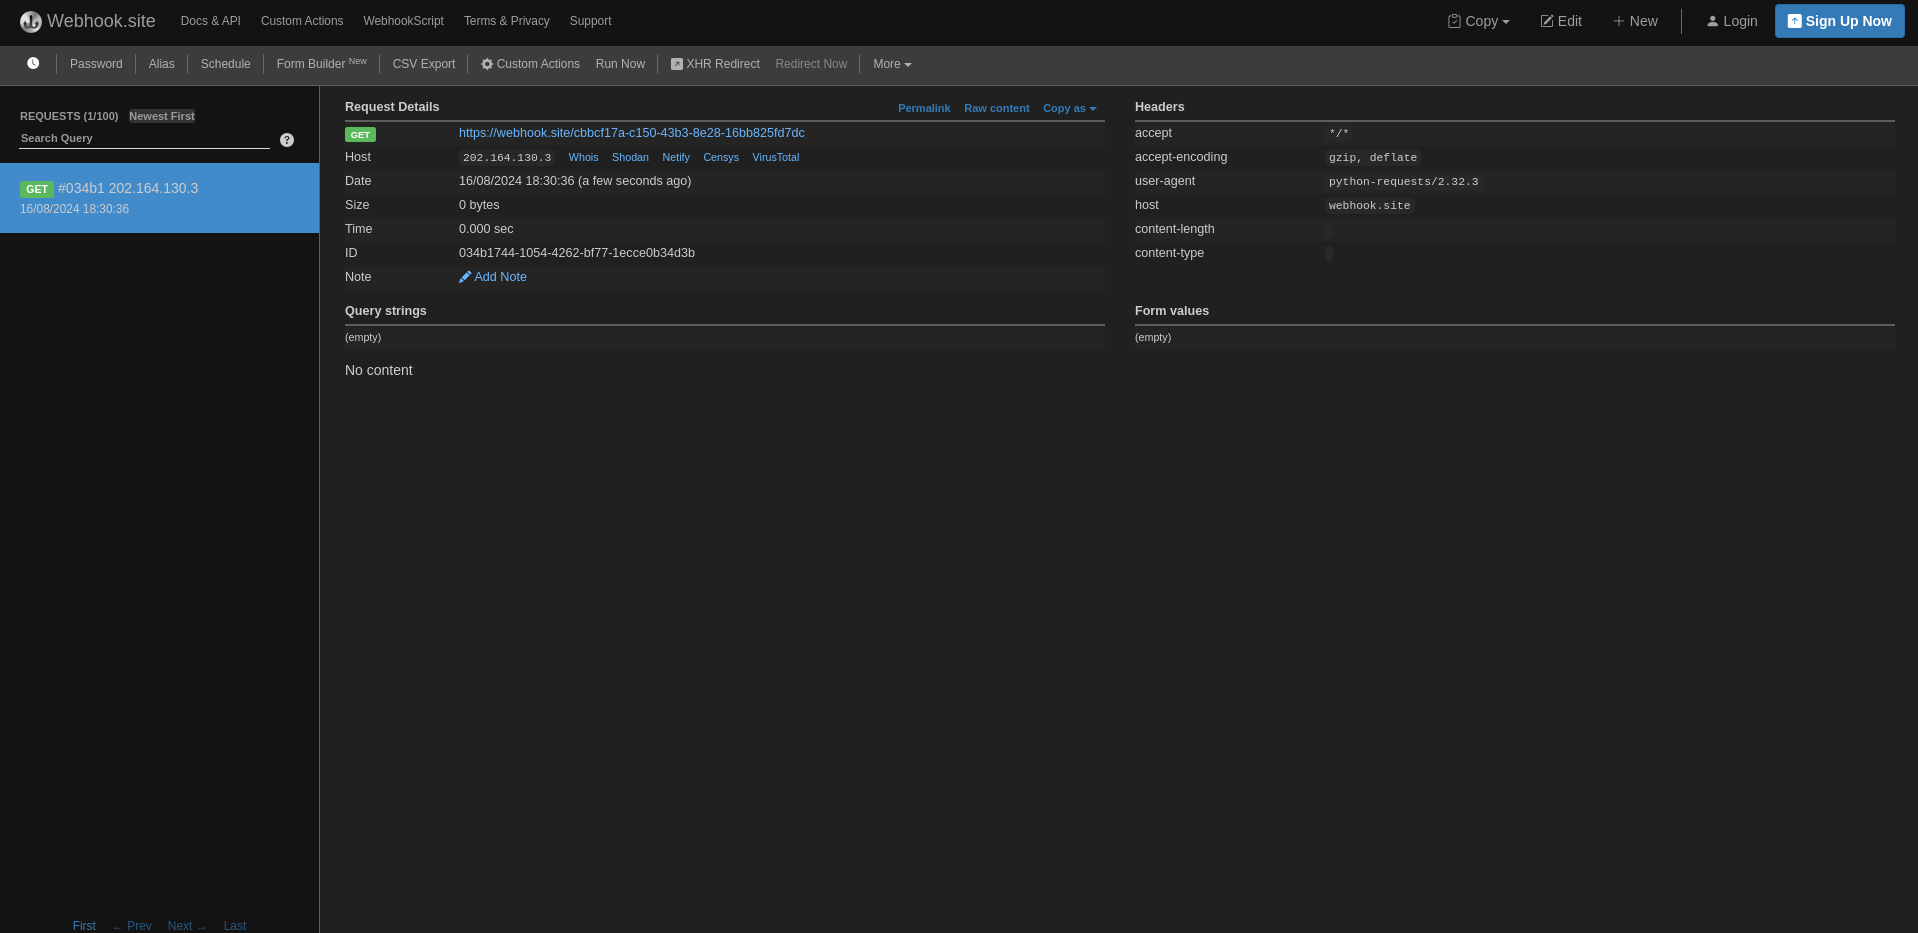 Webhook.site Docs & API Custom Actions WebhookScript Terms & Privacy Support Copy Edit New Login Sign Up Now
Password Alias Schedule Form Builder New CSV Export Custom Actions Run Now XHR Redirect Redirect Now More
REQUESTS (1/100) Newest First
Search Query
GET #034b1 202.164.130.3
16/08/2024 18:30:36
First ← Prev Next → Last
Request Details Permalink Raw content Copy as
GET https://webhook.site/cbbcf17a-c150-43b3-8e28-16bb825fd7dc
Host 202.164.130.3 Whois Shodan Netify Censys VirusTotal
Date 16/08/2024 18:30:36 (a few seconds ago)
Size 0 bytes
Time 0.000 sec
ID 034b1744-1054-4262-bf77-1ecce0b34d3b
Note Add Note
Headers
accept */*
accept-encoding gzip, deflate
user-agent python-requests/2.32.3
host webhook.site
content-length
content-type
Query strings
(empty)
Form values
(empty)
No content